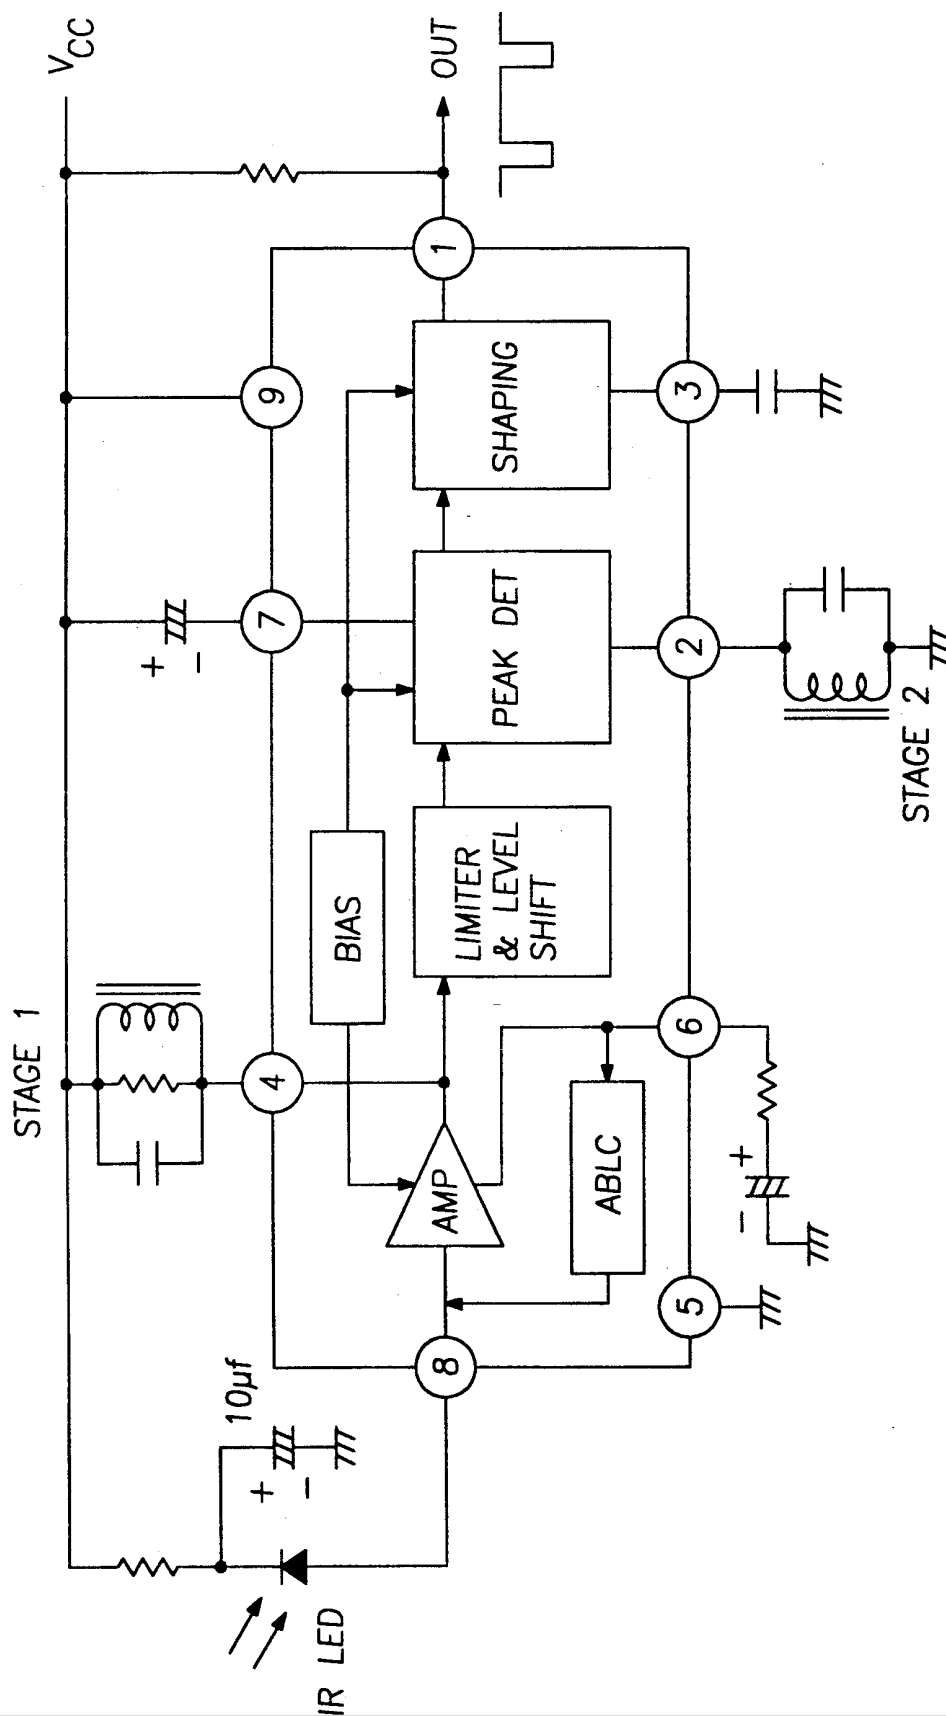 STAGE 1
VCC
+
-
10µf
+
-
IR LED
4
7
9
BIAS
8
AMP
LIMITER
& LEVEL
SHIFT
PEAK DET
SHAPING
1
OUT
ABLC
5
6
2
3
-
+
STAGE 2